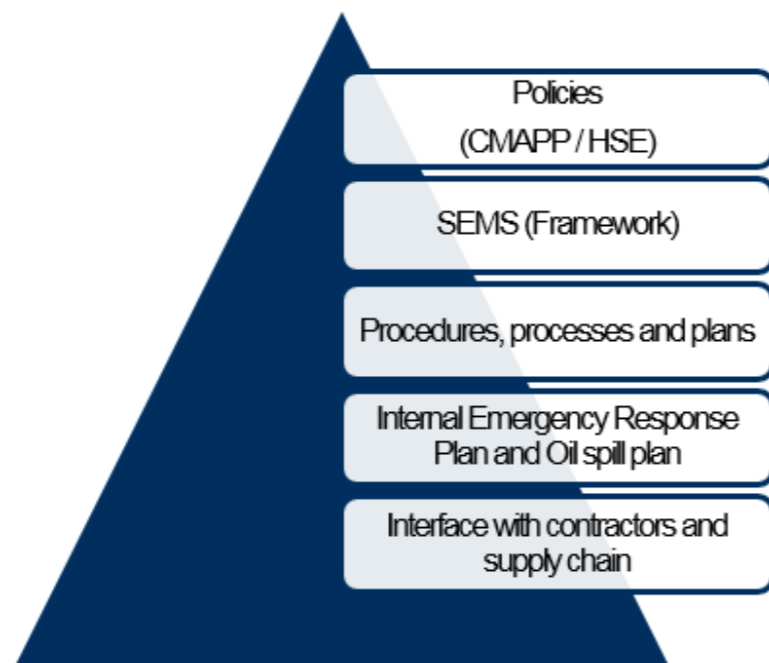 Policies
(CMAPP / HSE)
SEMS (Framework)
Procedures, processes and plans
Internal Emergency Response
Plan and Oil spill plan
Interface with contractors and
supply chain